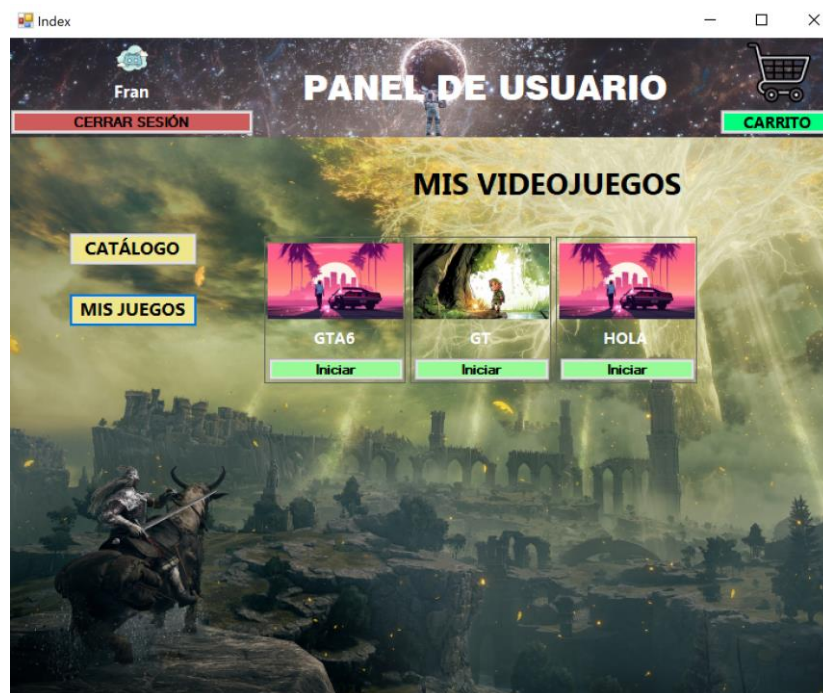 Index
Fran
PANEL DE USUARIO
CERRAR SESIÓN
CARRITO
MIS VIDEOJUEGOS
CATÁLOGO
MIS JUEGOS
GTA6
GT
HOLA
Iniciar
Iniciar
Iniciar